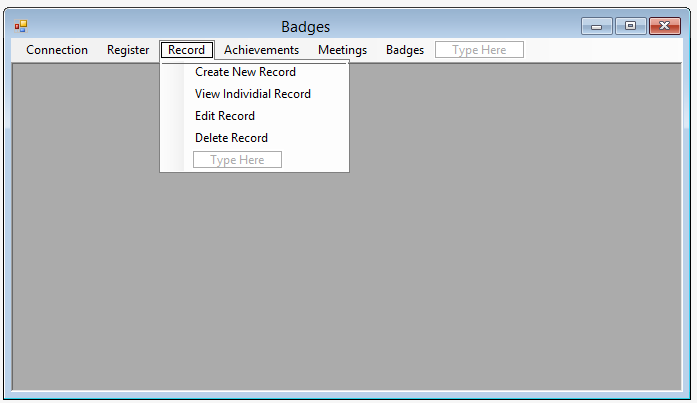 Badges
Connection Register Record Achievements Meetings Badges Type Here
Create New Record
View Individial Record
Edit Record
Delete Record
Type Here